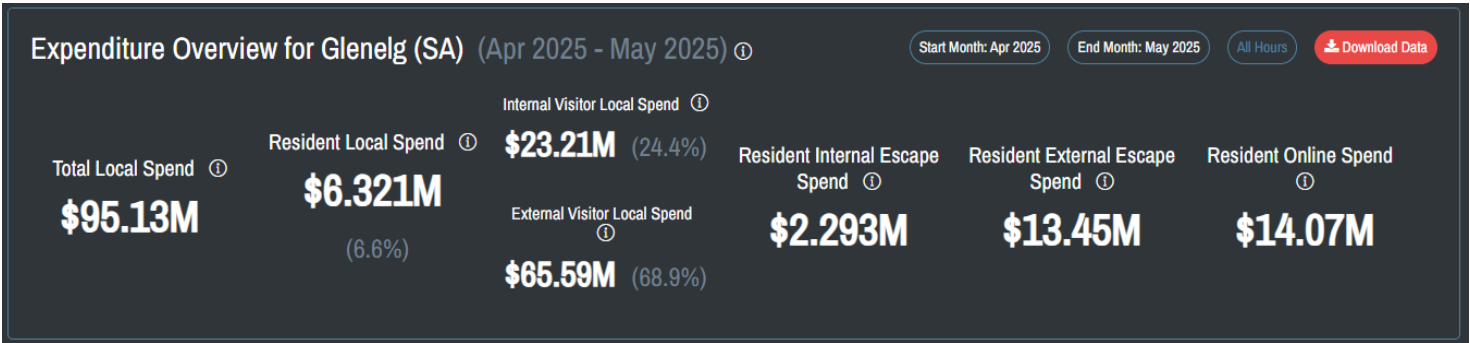 Expenditure Overview for Glenelg (SA) (Apr 2025 - May 2025)
Start Month: Apr 2025
End Month: May 2025
All Hours
Download Data
Total Local Spend
$95.13M
Resident Local Spend
$6.321M
(6.6%)
Internal Visitor Local Spend
$23.21M (24.4%)
External Visitor Local Spend
$65.59M (68.9%)
Resident Internal Escape
Spend
$2.293M
Resident External Escape
Spend
$13.45M
Resident Online Spend
$14.07M